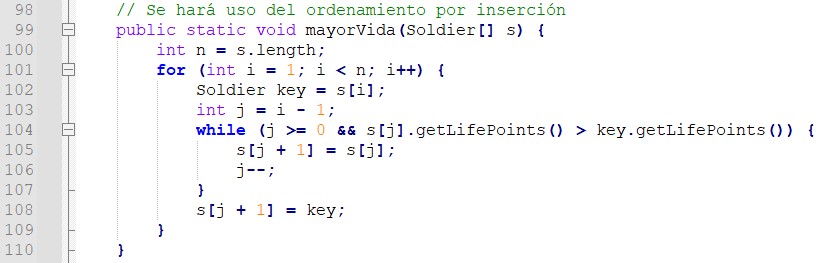 98 // Se hará uso del ordenamiento por inserción
99 public static void mayorVida(Soldier[] s) {
100 int n = s.length;
101 for (int i = 1; i < n; i++) {
102 Soldier key = s[i];
103 int j = i - 1;
104 while (j >= 0 && s[j].getLifePoints() > key.getLifePoints()) {
105 s[j + 1] = s[j];
106 j--;
107 }
108 s[j + 1] = key;
109 }
110 }